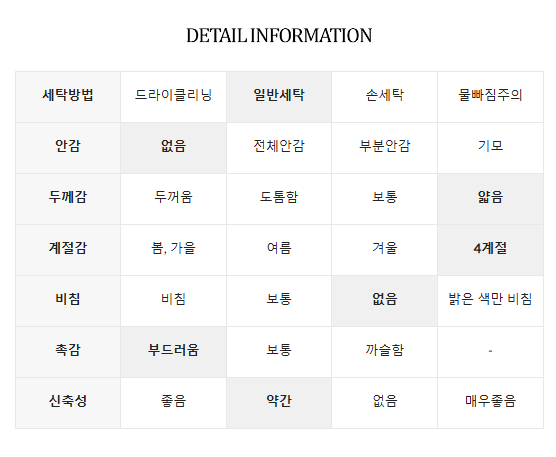 DETAIL INFORMATION
세탁방법 드라이클리닝 일반세탁 손세탁 물빠짐주의
안감 없음 전체안감 부분안감 기모
두께감 두꺼움 도톰함 보통 얇음
계절감 봄, 가을 여름 겨울 4계절
비침 비침 보통 없음 밝은 색만 비침
촉감 부드러움 보통 까슬함 -
신축성 좋음 약간 없음 매우좋음